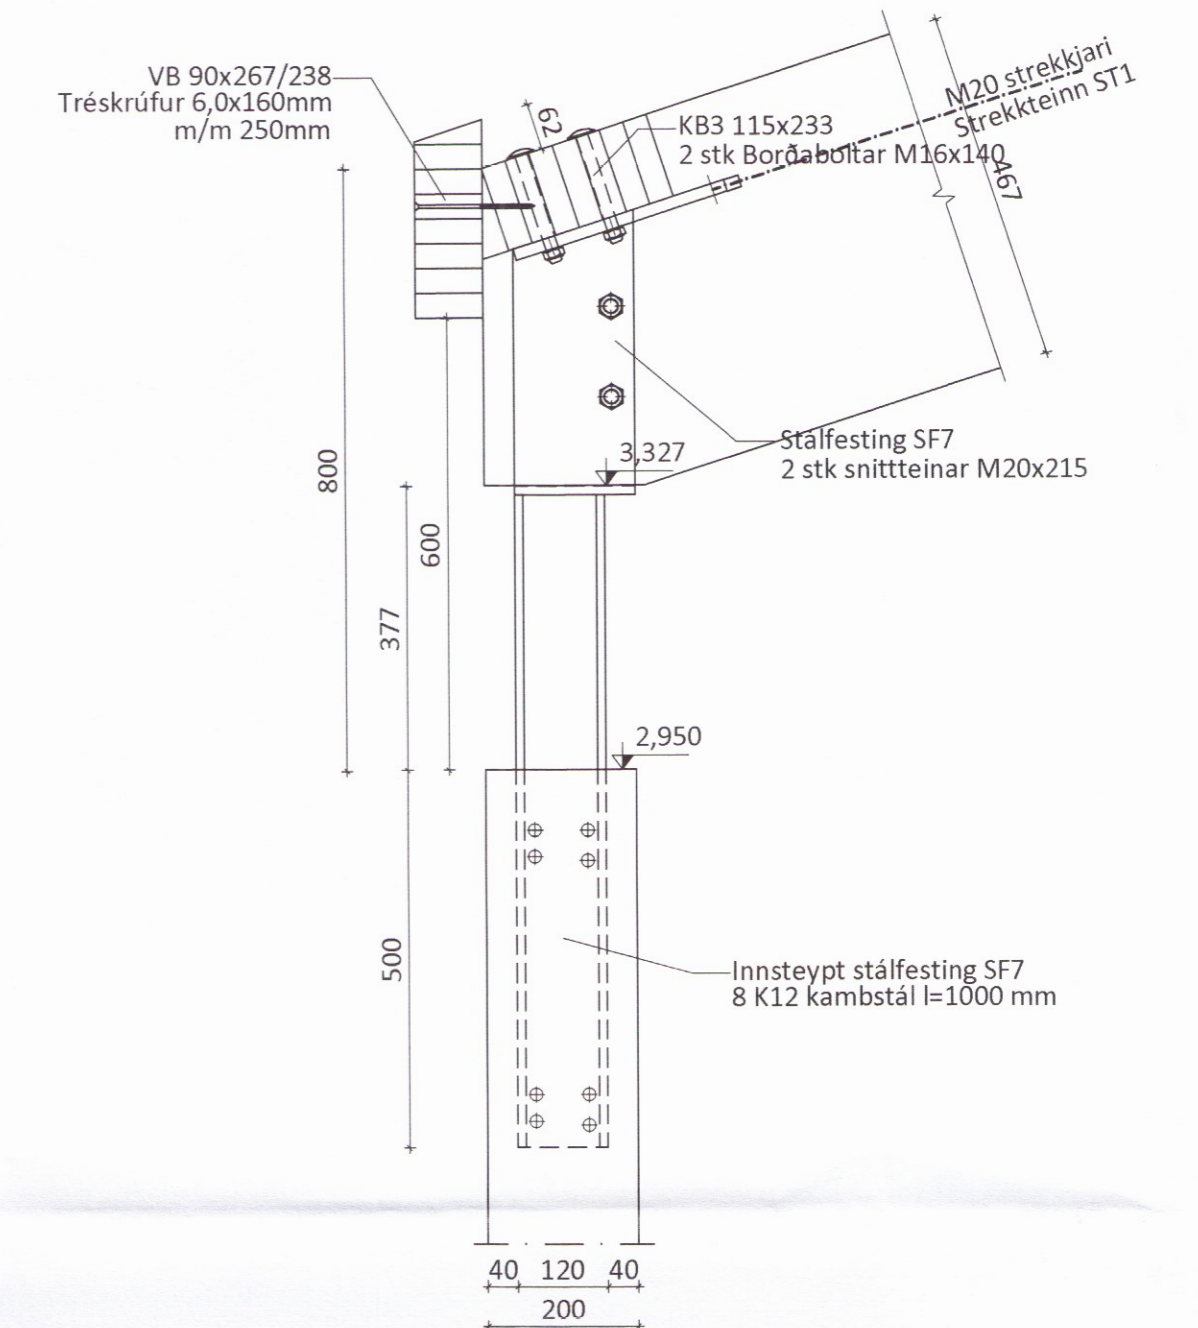 VB 90x267/238
Tréskrúfur 6,0x160mm
m/m 250mm
62
KB3 115x233
2 stk Borðaboltar M16x140
M20 strekkjari
Strekkteinn ST1
467
Stálfesting SF7
2 stk snittteinar M20x215
3,327
800
600
377
2,950
500
Innsteypt stálfesting SF7
8 K12 kambstál l=1000 mm
40 120 40
200